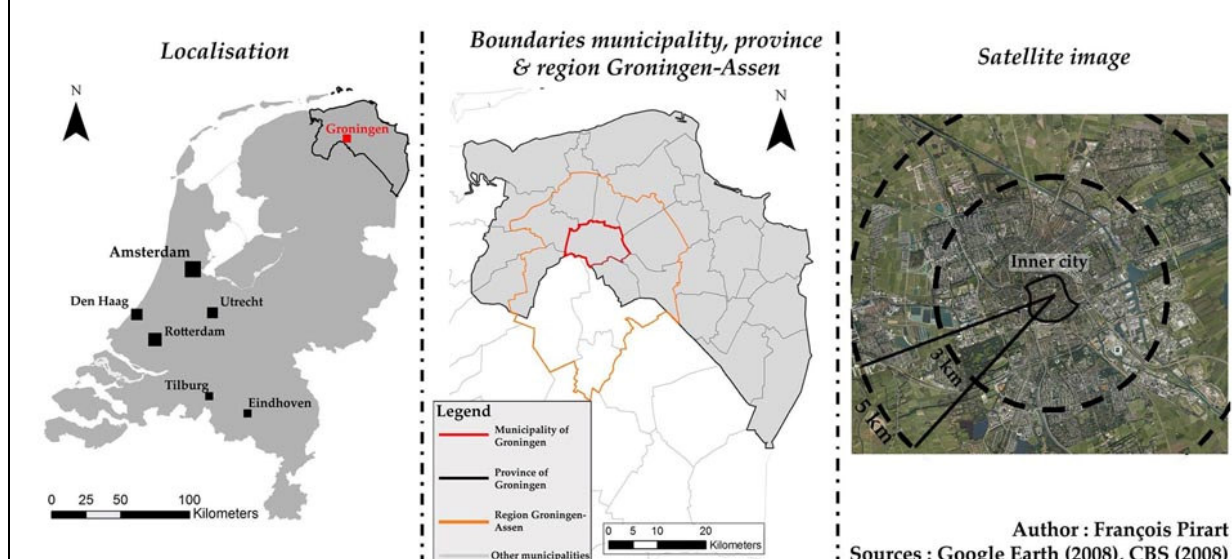 Localisation
N
Groningen
Amsterdam
Den Haag
Utrecht
Rotterdam
Tilburg
Eindhoven
0 25 50 100
Kilometers
Boundaries municipality, province
& region Groningen-Assen
N
Legend
Municipality of
Groningen
Province of
Groningen
Region Groningen-
Assen
Other municipalities
0 5 10 20
Kilometers
Satellite image
Inner city
3 km
5 km
Author : François Pirart
Sources : Google Earth (2008), CBS (2006)